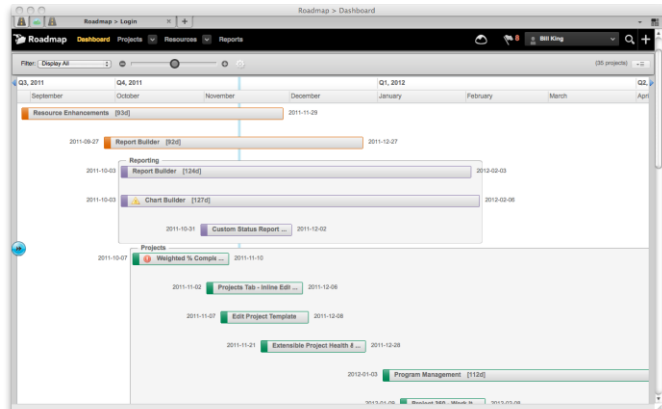 Roadmap > Dashboard
Roadmap > Login
Roadmap Dashboard Projects Resources Reports 8 Bill King
Filter: Display All (35 projects)
Q3, 2011 Q4, 2011 Q1, 2012 Q2,
September October November December January February March Apri
Resource Enhancements [93d] 2011-11-29
2011-09-27 Report Builder [92d] 2011-12-27
Reporting
2011-10-03 Report Builder [124d] 2012-02-03
2011-10-03 Chart Builder [127d] 2012-02-06
2011-10-31 Custom Status Report ... 2011-12-02
Projects
2011-10-07 Weighted % Comple ... 2011-11-10
2011-11-02 Projects Tab - Inline Edit ... 2011-12-06
2011-11-07 Edit Project Template 2011-12-08
2011-11-21 Extensible Project Health & ... 2011-12-28
2012-01-03 Program Management [112d]